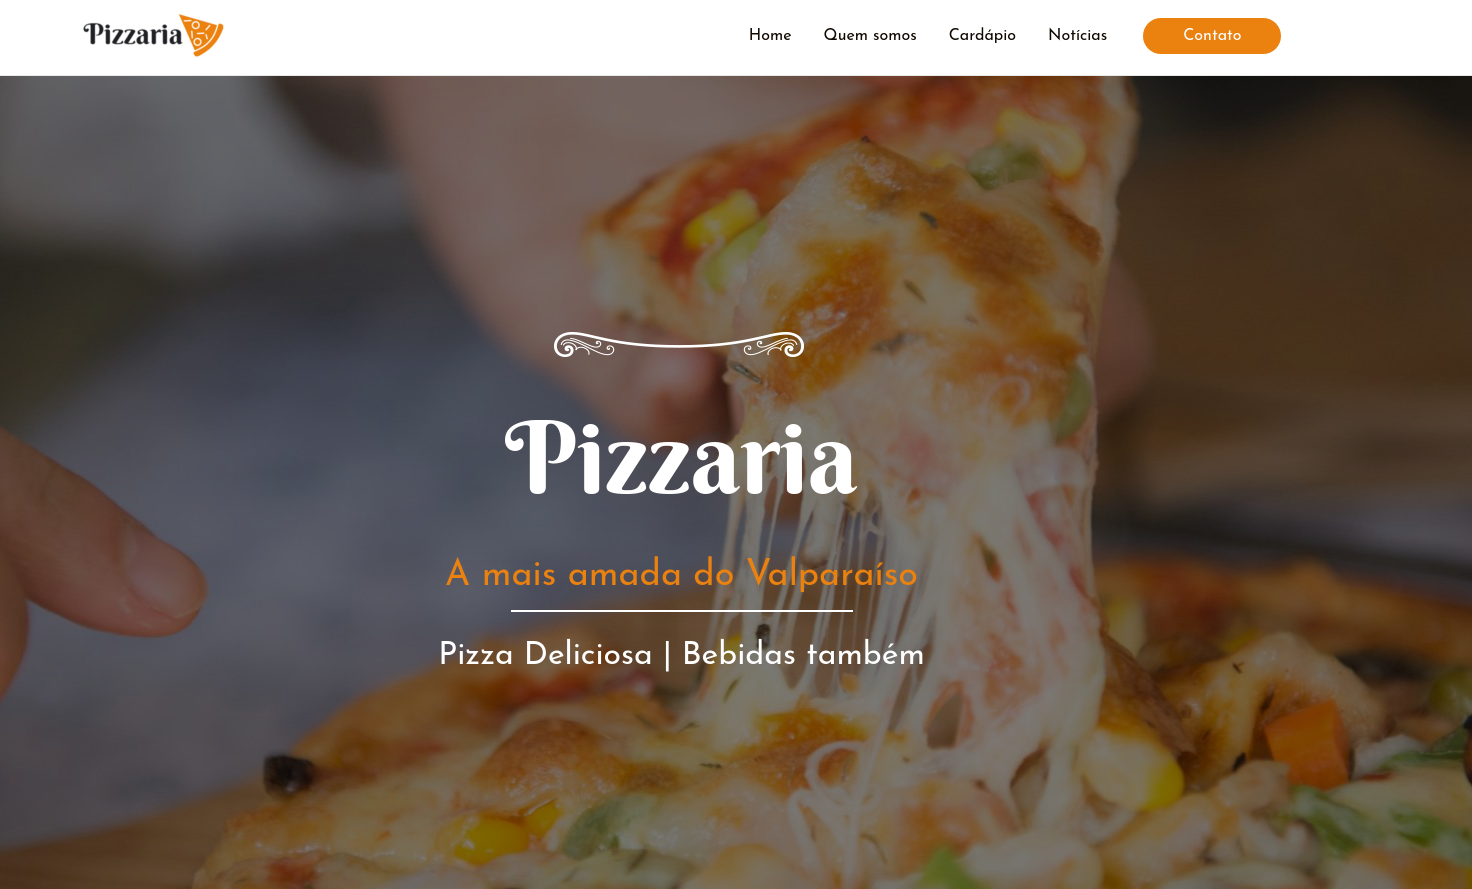 Pizzaria
Home Quem somos Cardápio Notícias Contato
Pizzaria
A mais amada do Valparaíso
Pizza Deliciosa | Bebidas também